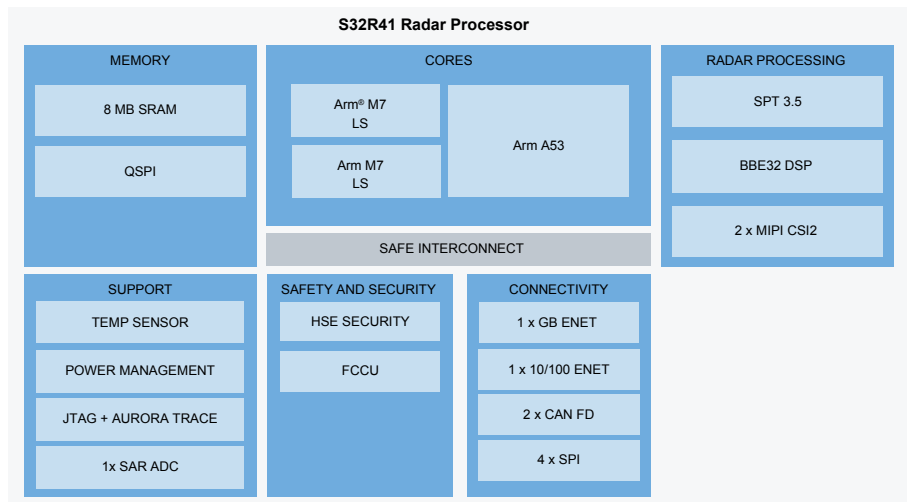 S32R41 Radar Processor
MEMORY
8 MB SRAM
QSPI
CORES
Arm® M7
LS
Arm M7
LS
Arm A53
RADAR PROCESSING
SPT 3.5
BBE32 DSP
2 x MIPI CSI2
SAFE INTERCONNECT
SUPPORT
TEMP SENSOR
POWER MANAGEMENT
JTAG + AURORA TRACE
1x SAR ADC
SAFETY AND SECURITY
HSE SECURITY
FCCU
CONNECTIVITY
1 x GB ENET
1 x 10/100 ENET
2 x CAN FD
4 x SPI